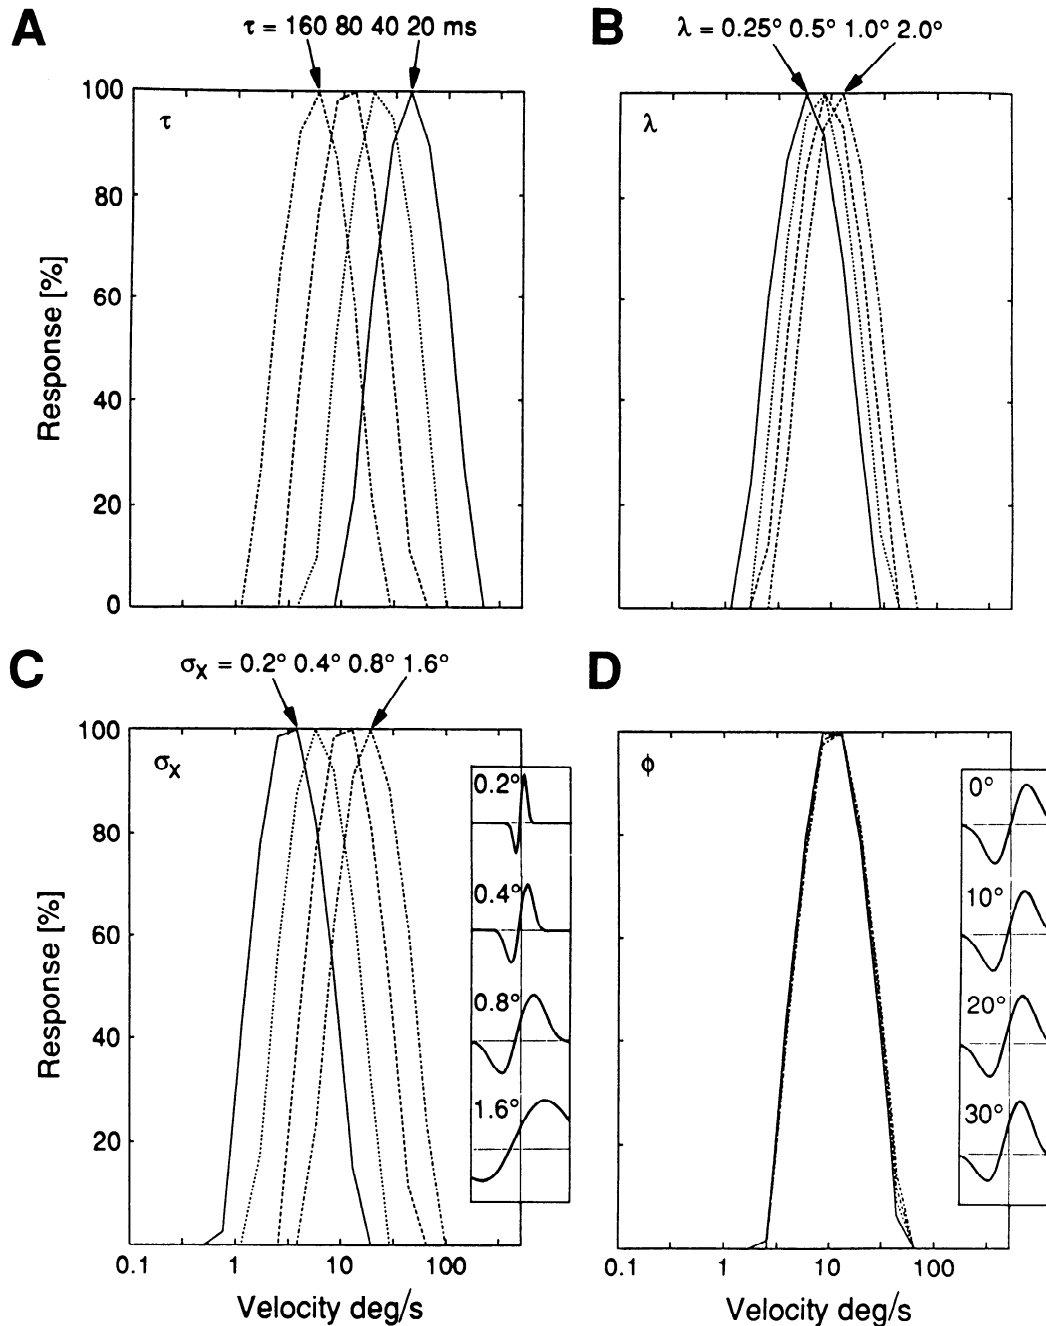 A
τ = 160 80 40 20 ms
B
λ = 0.25° 0.5° 1.0° 2.0°
100
80
60
40
20
0
Response [%]
τ
λ
C
σx = 0.2° 0.4° 0.8° 1.6°
D
100
80
60
40
20
Response [%]
σx
0.2°
0.4°
0.8°
1.6°
ϕ
0°
10°
20°
30°
0.1 1 10 100
Velocity deg/s
0.1 1 10 100
Velocity deg/s